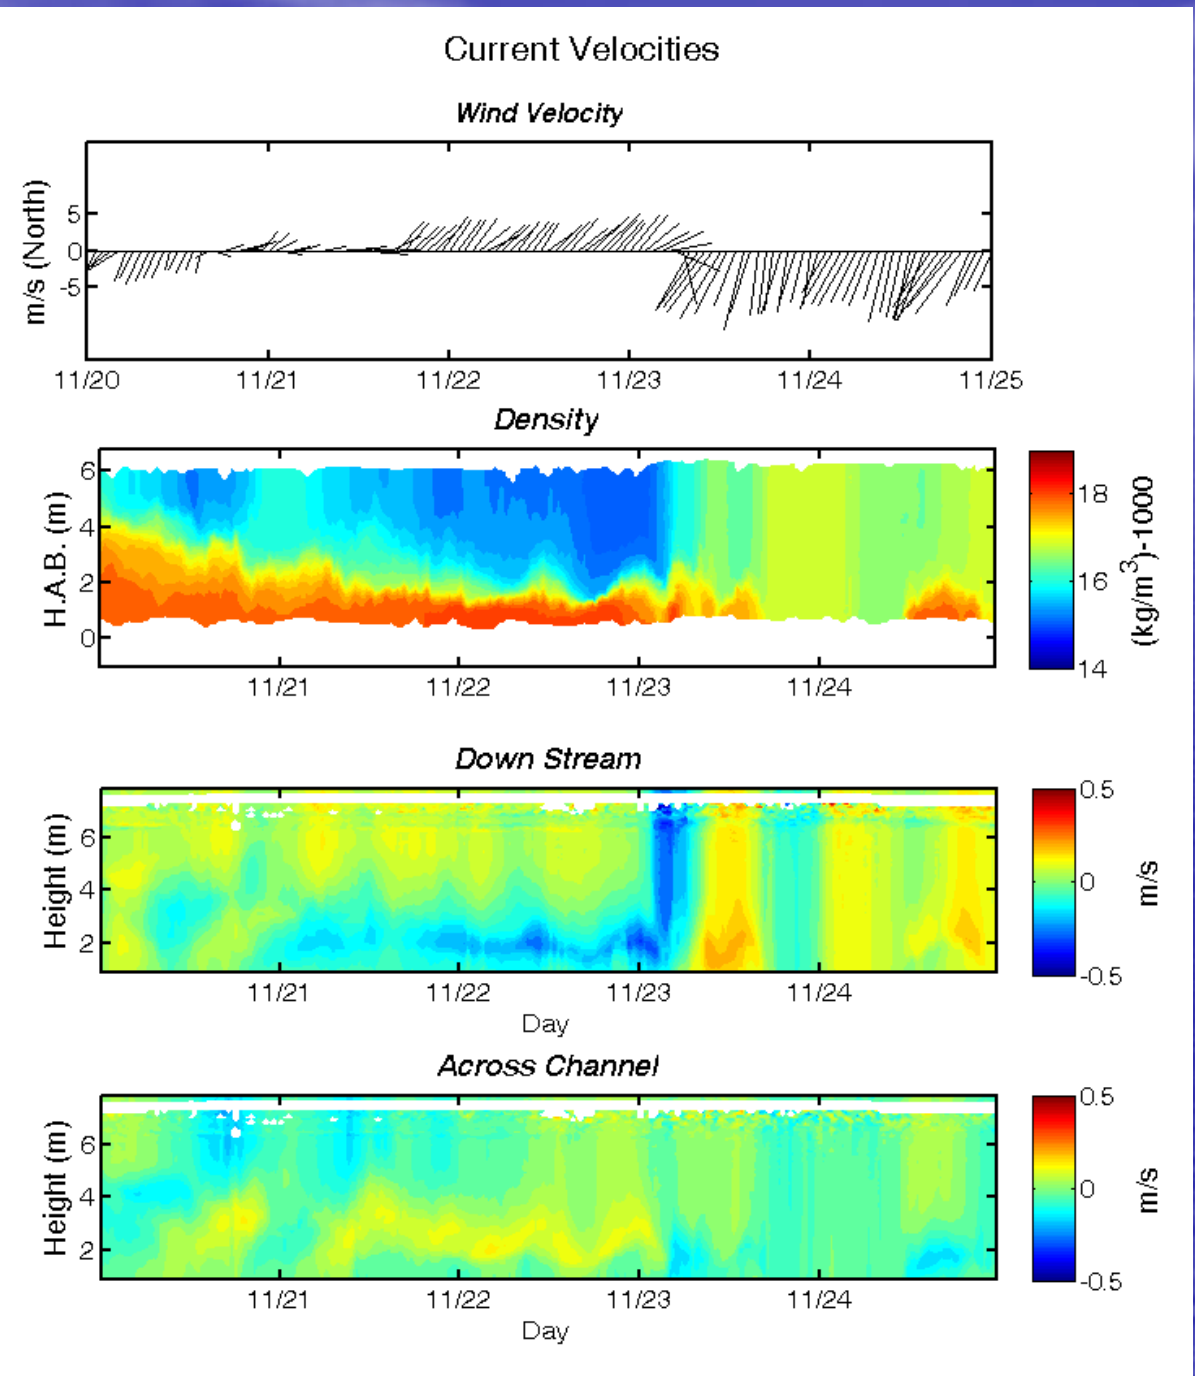 Current Velocities
Wind Velocity
m/s (North)
5
0
-5
11/20 11/21 11/22 11/23 11/24 11/25
Density
H.A.B. (m)
6
4
2
0
11/21 11/22 11/23 11/24
18
16
14
(kg/m3)-1000
Down Stream
Height (m)
6
4
2
11/21 11/22 11/23 11/24
Day
0.5
0
-0.5
m/s
Across Channel
Height (m)
6
4
2
11/21 11/22 11/23 11/24
Day
0.5
0
-0.5
m/s